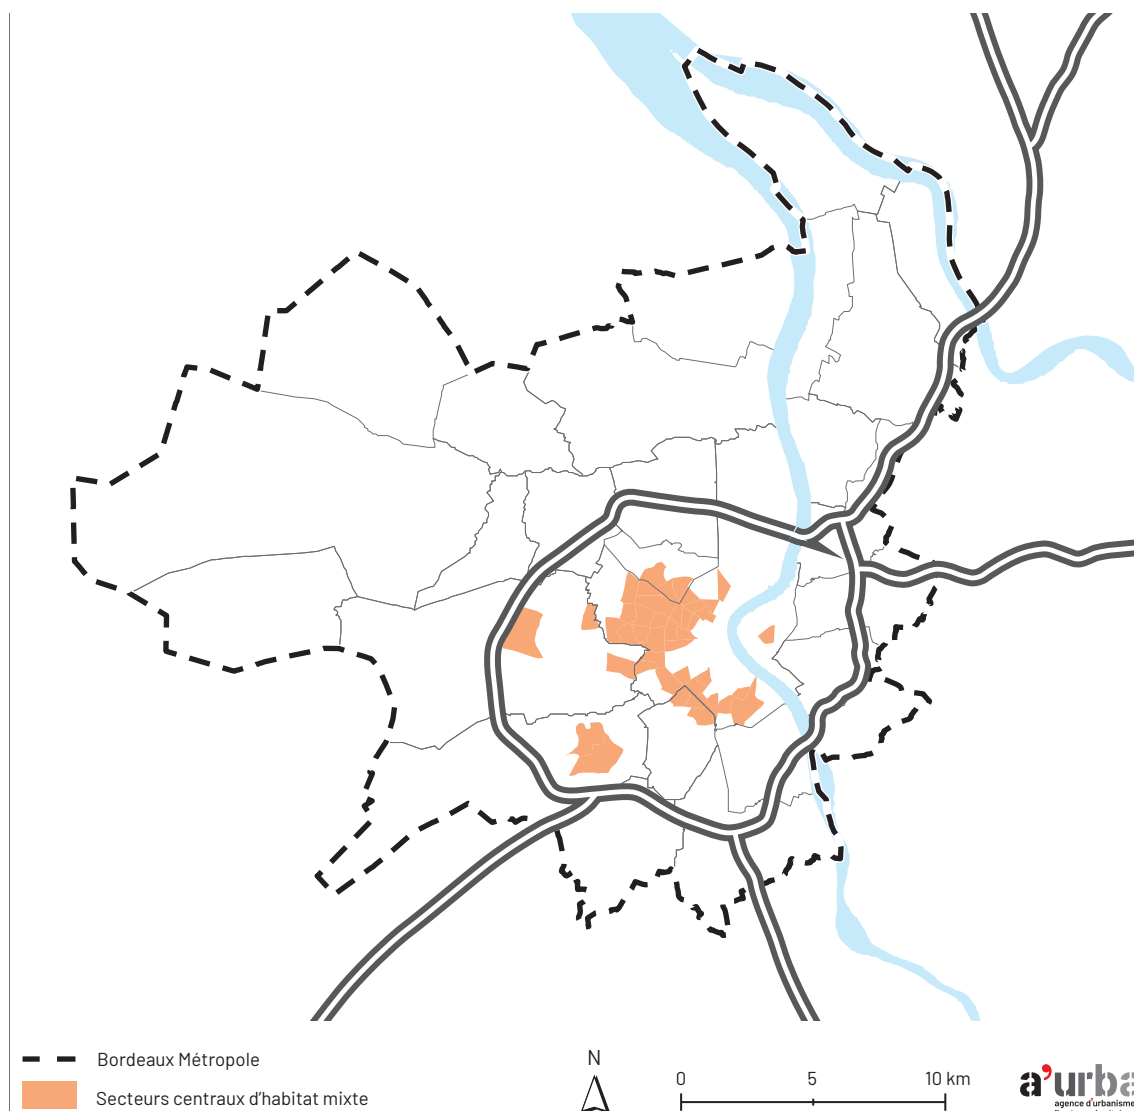 Bordeaux Métropole
Secteurs centraux d'habitat mixte
N
0 5 10 km
a'urba
agence d'urbanisme